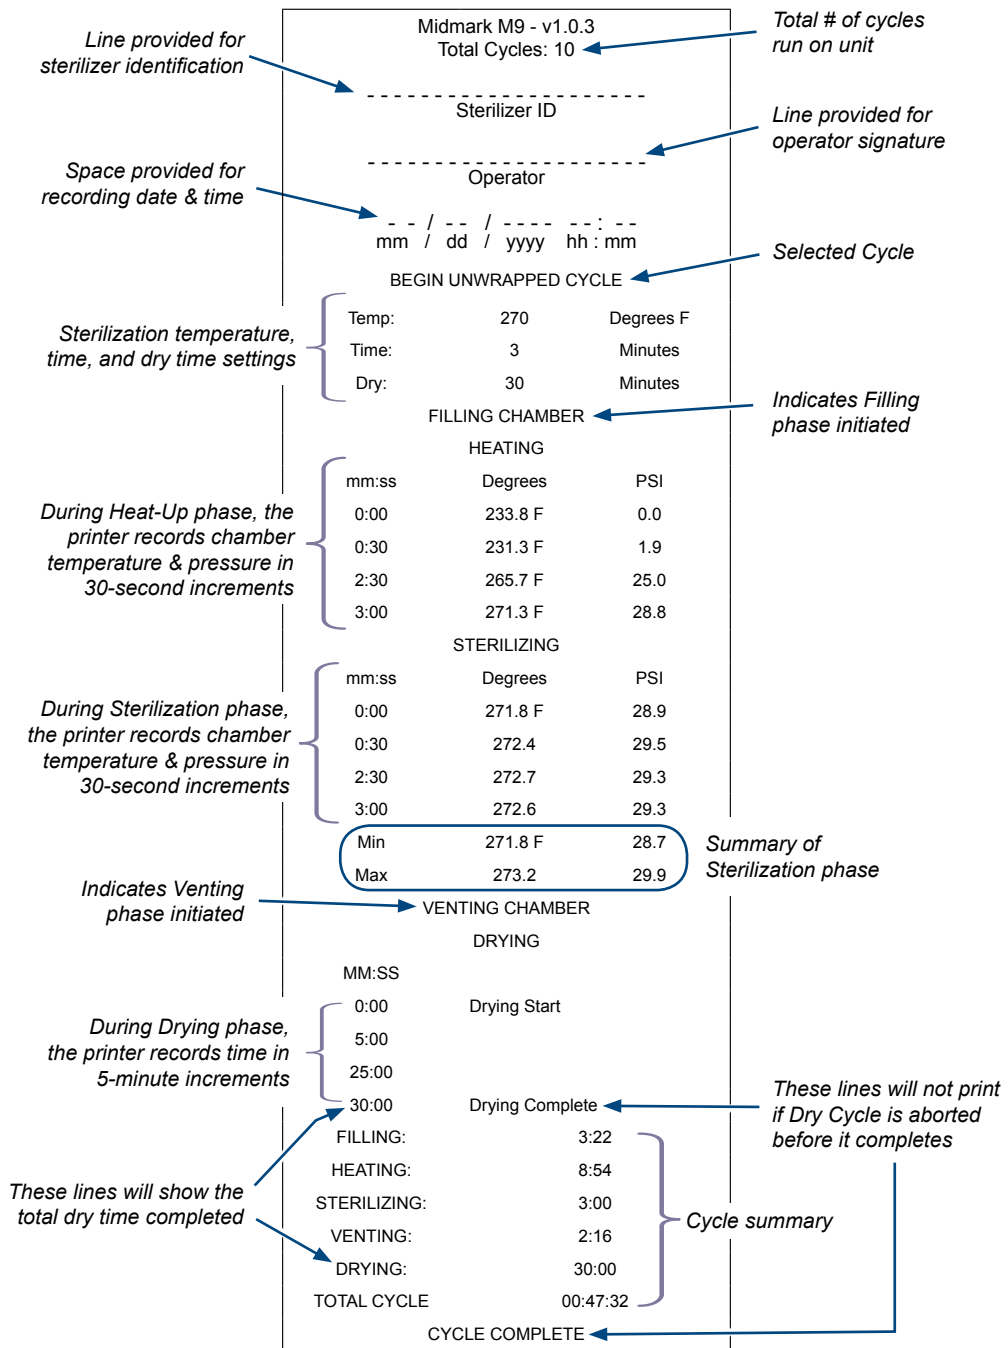 Midmark M9 - v1.0.3
Total Cycles: 10
Total # of cycles
run on unit
Line provided for
sterilizer identification
- - - - - - - - - - - - - - - - - - - - -
Sterilizer ID
Line provided for
operator signature
- - - - - - - - - - - - - - - - - - - - -
Operator
Space provided for
recording date & time
- - / - - / - - - - - - : - -
mm / dd / yyyy hh : mm
Selected Cycle
BEGIN UNWRAPPED CYCLE
Sterilization temperature,
time, and dry time settings
Temp: 270 Degrees F
Time: 3 Minutes
Dry: 30 Minutes
FILLING CHAMBER
Indicates Filling
phase initiated
HEATING
mm:ss Degrees PSI
0:00 233.8 F 0.0
0:30 231.3 F 1.9
2:30 265.7 F 25.0
3:00 271.3 F 28.8
During Heat-Up phase, the
printer records chamber
temperature & pressure in
30-second increments
STERILIZING
mm:ss Degrees PSI
0:00 271.8 F 28.9
0:30 272.4 29.5
2:30 272.7 29.3
3:00 272.6 29.3
During Sterilization phase,
the printer records chamber
temperature & pressure in
30-second increments
Min 271.8 F 28.7
Max 273.2 29.9
Summary of
Sterilization phase
Indicates Venting
phase initiated
VENTING CHAMBER
DRYING
MM:SS
0:00 Drying Start
5:00
25:00
30:00 Drying Complete
During Drying phase,
the printer records time in
5-minute increments
These lines will not print
if Dry Cycle is aborted
before it completes
FILLING: 3:22
HEATING: 8:54
STERILIZING: 3:00
VENTING: 2:16
DRYING: 30:00
TOTAL CYCLE 00:47:32
These lines will show the
total dry time completed
Cycle summary
CYCLE COMPLETE